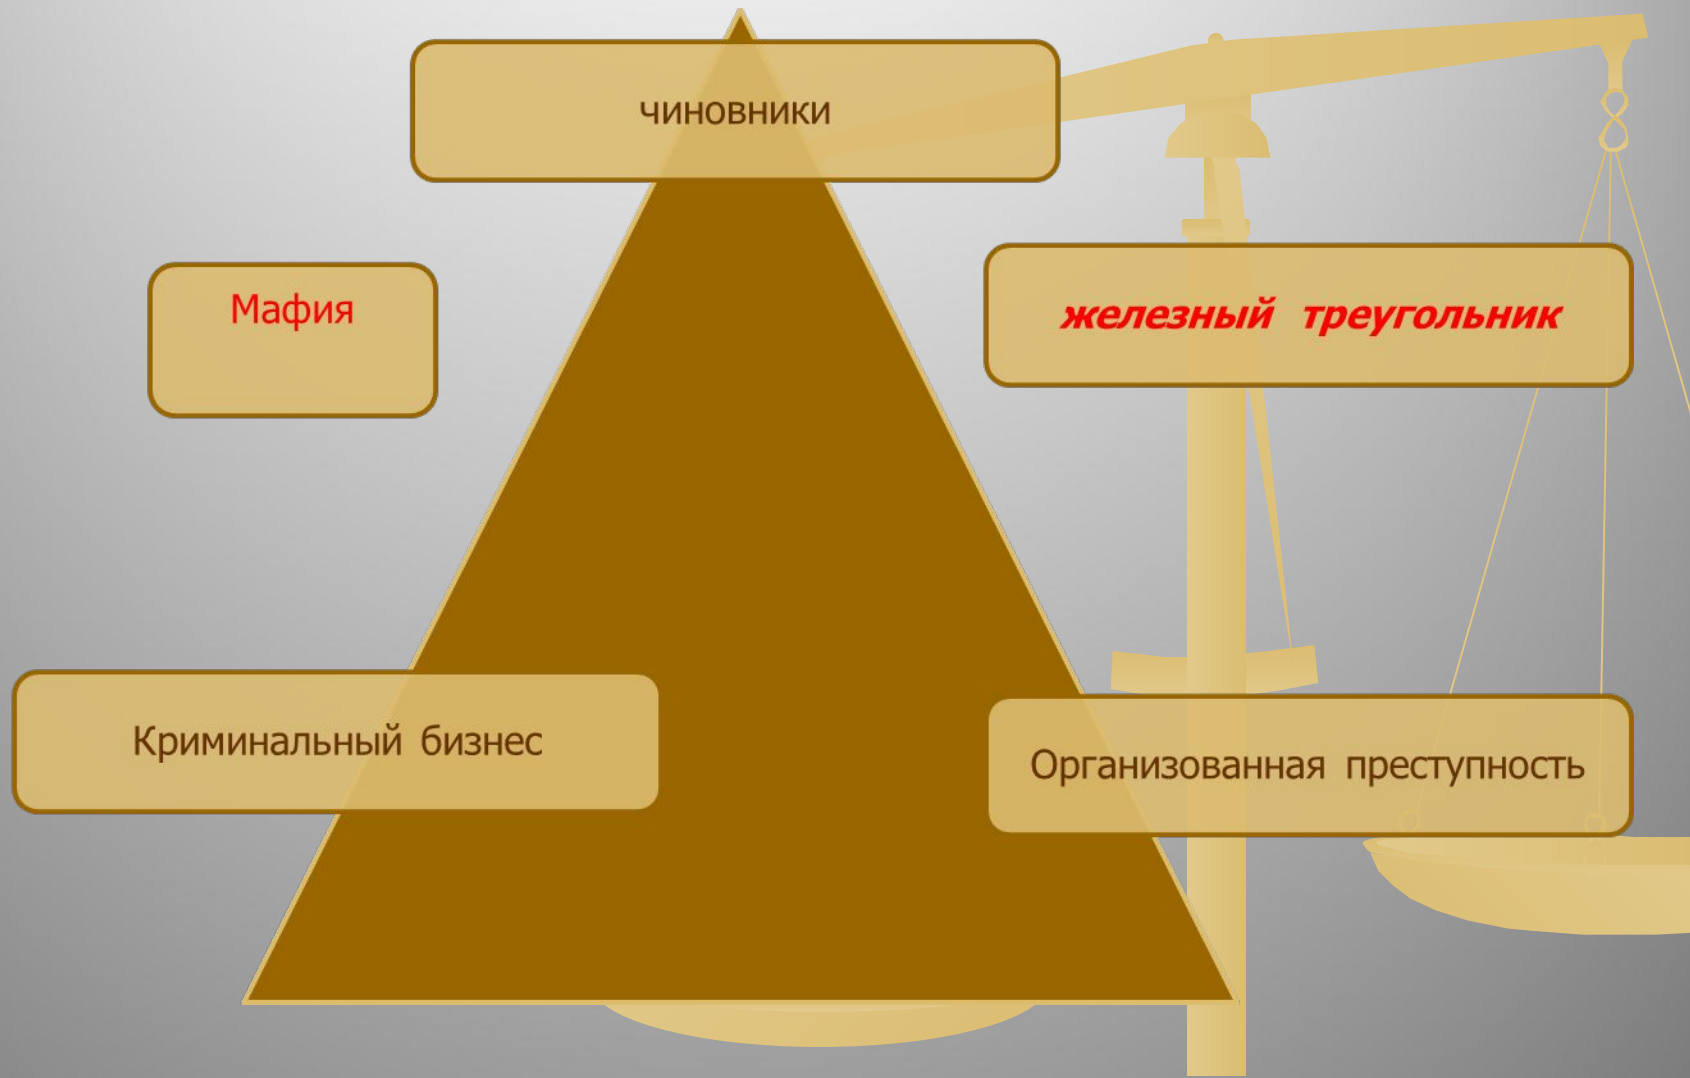 чиновники
Мафия
железный треугольник
Криминальный бизнес
Организованная преступность